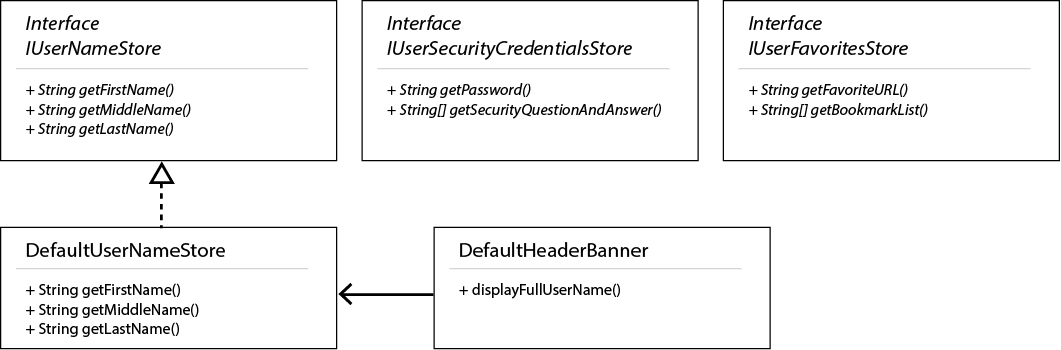 Interface
IUserNameStore
+ String getFirstName()
+ String getMiddleName()
+ String getLastName()
Interface
IUserSecurityCredentialsStore
+ String getPassword()
+ String[] getSecurityQuestionAndAnswer()
Interface
IUserFavoritesStore
+ String getFavoriteURL()
+ String[] getBookmarkList()
DefaultUserNameStore
+ String getFirstName()
+ String getMiddleName()
+ String getLastName()
DefaultHeaderBanner
+ displayFullUserName()